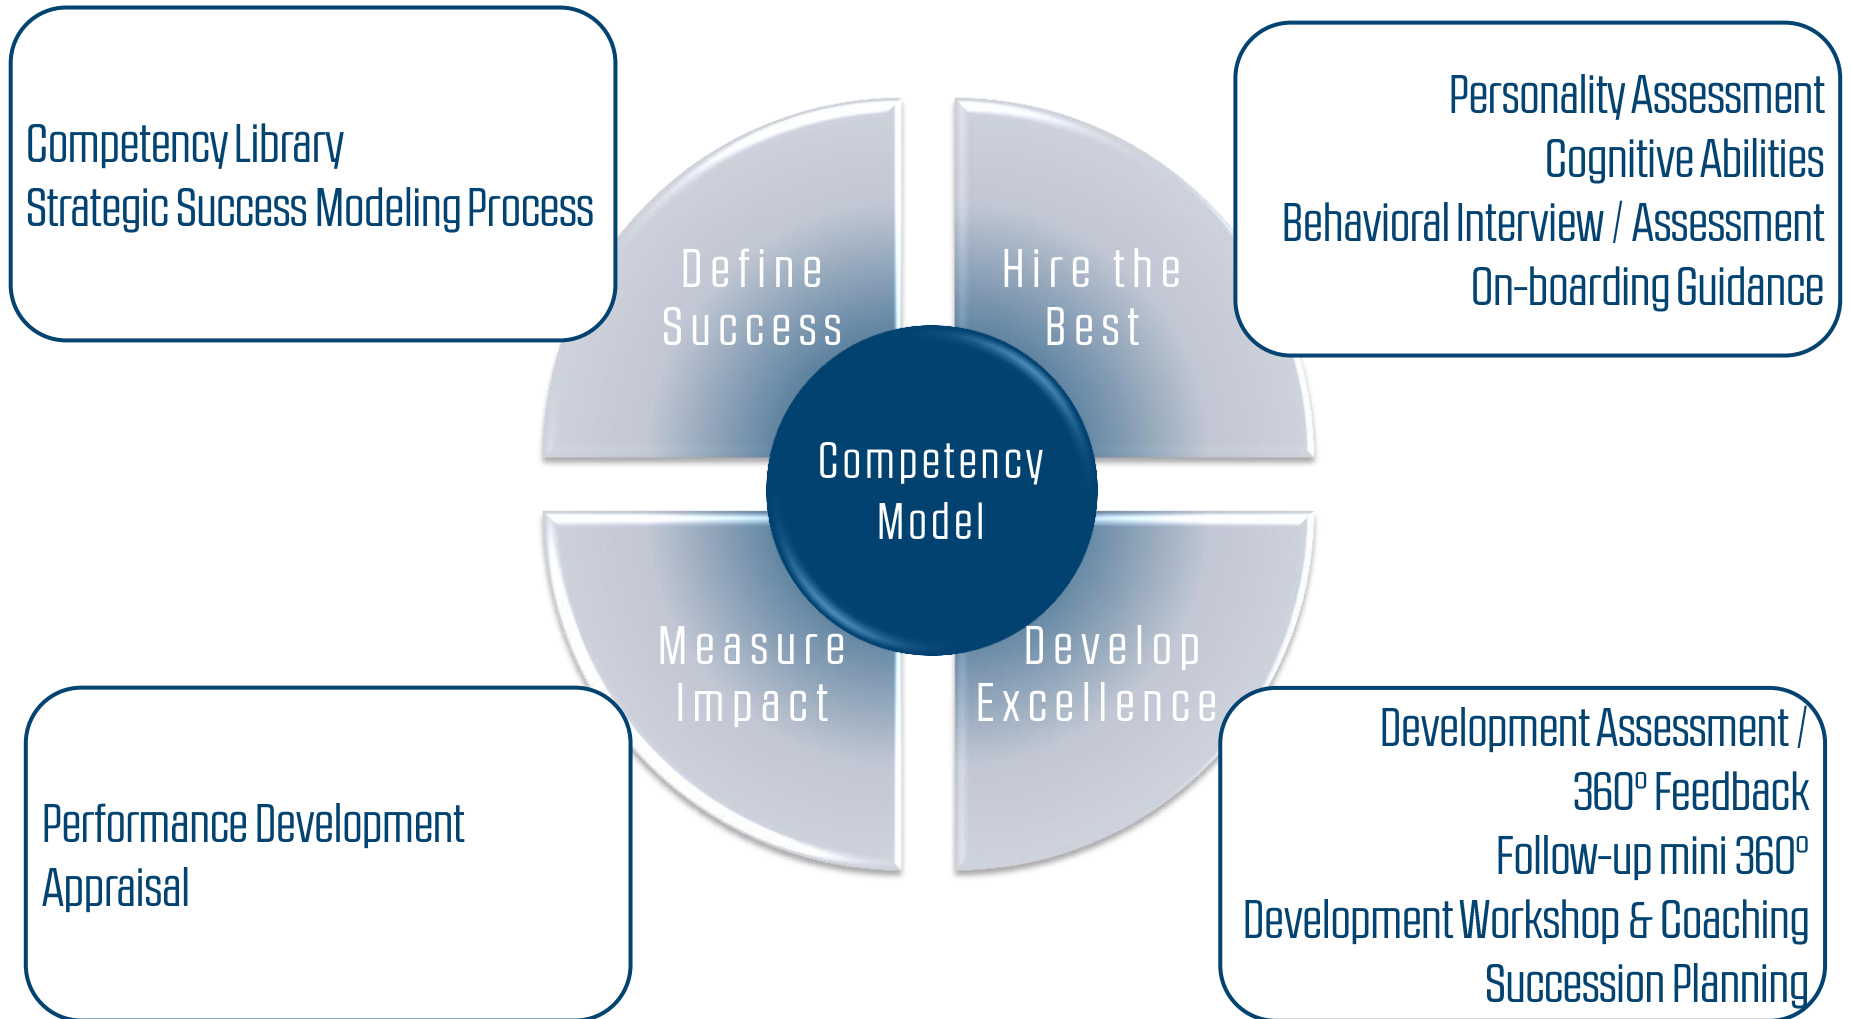 Competency Library
Strategic Success Modeling Process
Personality Assessment
Cognitive Abilities
Behavioral Interview / Assessment
On-boarding Guidance
Define
Success
Hire the
Best
Competency
Model
Measure
Impact
Develop
Excellence
Performance Development
Appraisal
Development Assessment /
360º Feedback
Follow-up mini 360º
Development Workshop & Coaching
Succession Planning